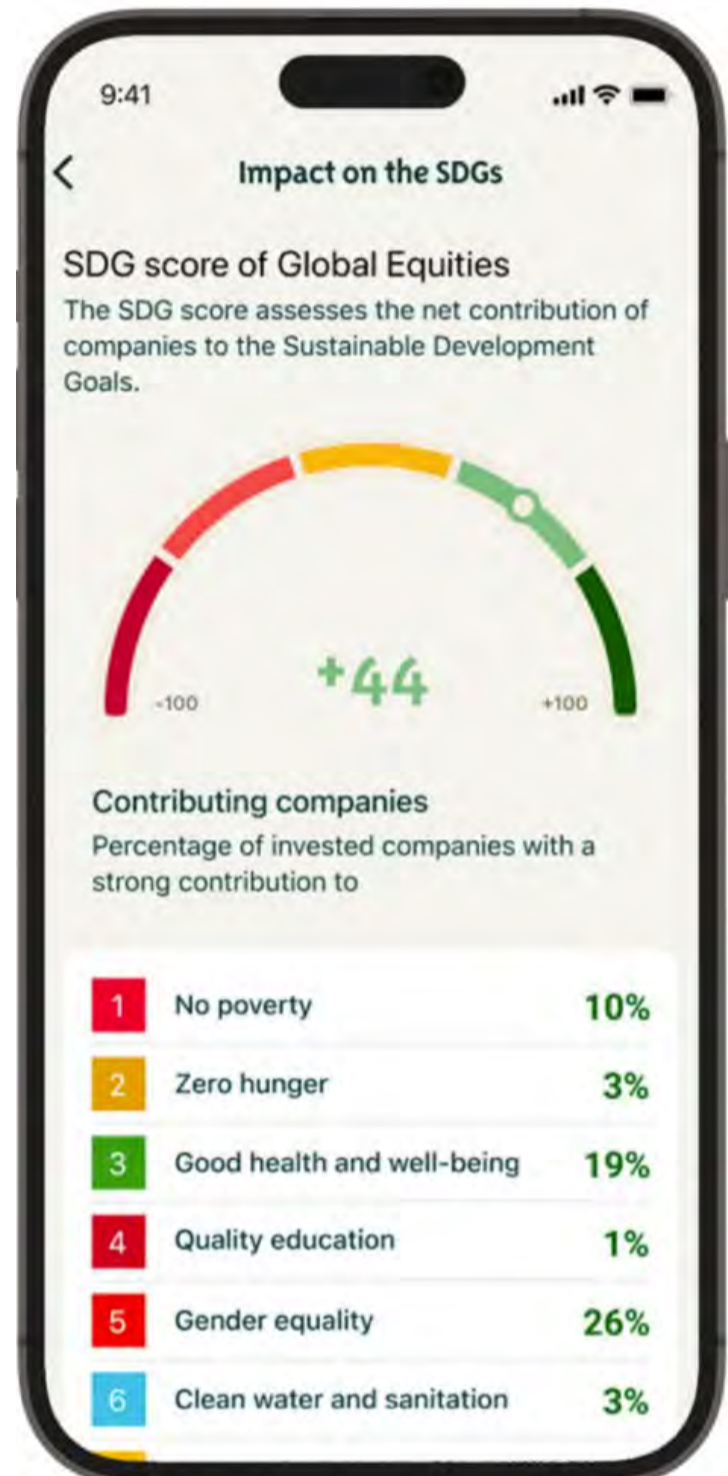 9:41
Impact on the SDGs
SDG score of Global Equities
The SDG score assesses the net contribution of
companies to the Sustainable Development
Goals.
+44
-100
+100
Contributing companies
Percentage of invested companies with a
strong contribution to
1 No poverty 10%
2 Zero hunger 3%
3 Good health and well-being 19%
4 Quality education 1%
5 Gender equality 26%
6 Clean water and sanitation 3%